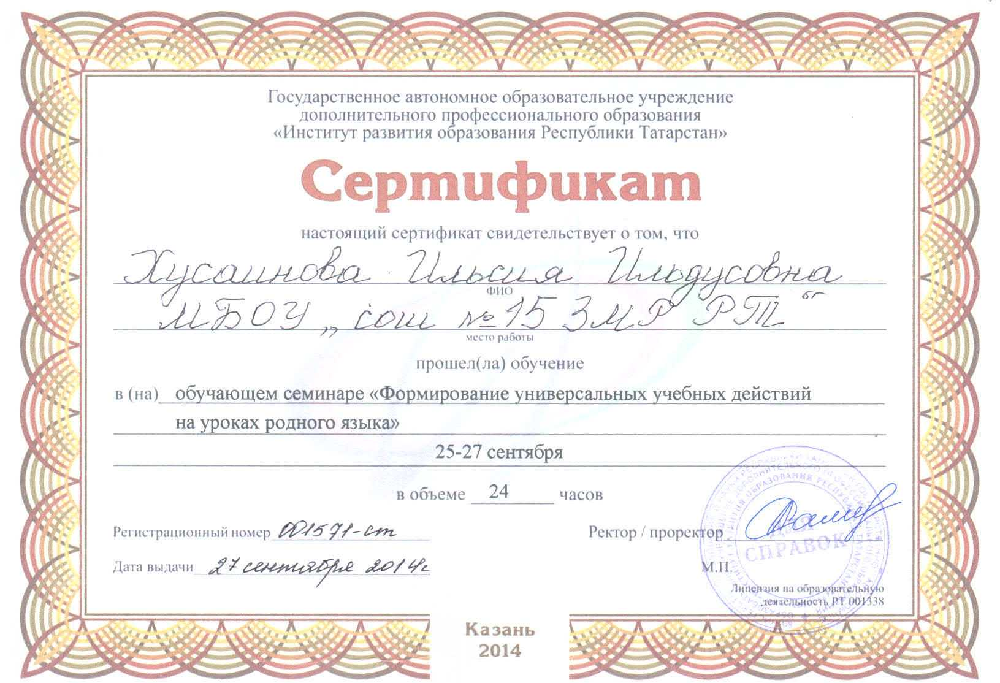 Государственное автономное образовательное учреждение
дополнительного профессионального образования
«Институт развития образования Республики Татарстан»
Сертификат
настоящий сертификат свидетельствует о том, что
Хусаинова Ильсия Ильдусовна
ФИО
МБОУ „сош №15 ЗМР РТ“
место работы
прошел(ла) обучение
в (на) обучающем семинаре «Формирование универсальных учебных действий
на уроках родного языка»
25-27 сентября
в объеме 24 часов
Регистрационный номер 001571-ст
Ректор / проректор
ДЛЯ
СПРАВОК
Дата выдачи 27 сентября 2014г
М.П.
Лицензия на образовательную
деятельность РТ 001338
Казань
2014